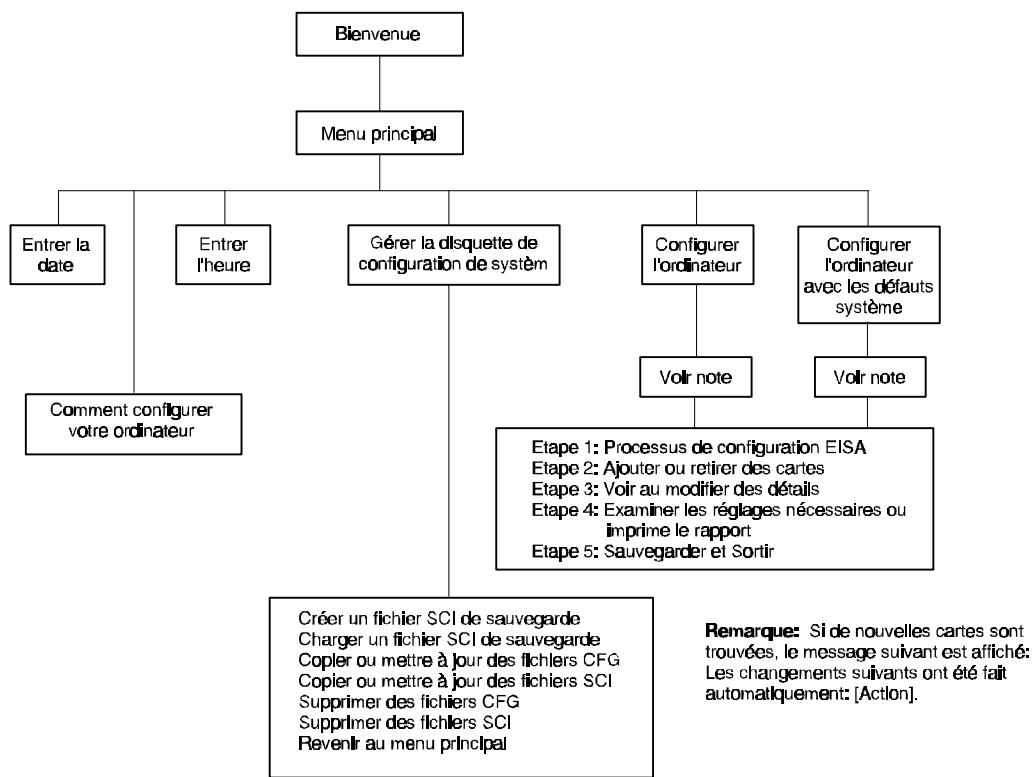 Bienvenue
Menu principal
Entrer la
date
Entrer
l'heure
Gérer la disquette de
configuration de systèm
Configurer
l'ordinateur
Configurer
l'ordinateur
avec les défauts
système
Comment configurer
votre ordinateur
Voir note
Voir note
Etape 1: Processus de configuration EISA
Etape 2: Ajouter ou retirer des cartes
Etape 3: Voir au modifier des détails
Etape 4: Examiner les réglages nécessaires ou
imprime le rapport
Etape 5: Sauvegarder et Sortir
Créer un fichier SCI de sauvegarde
Charger un fichier SCI de sauvegarde
Copier ou mettre à jour des fichiers CFG
Copier ou mettre à jour des fichiers SCI
Supprimer des fichiers CFG
Supprimer des fichiers SCI
Revenir au menu principal
Remarque: Si de nouvelles cartes sont
trouvées, le message suivant est affiché:
Les changements suivants ont été fait
automatiquement: [Action].